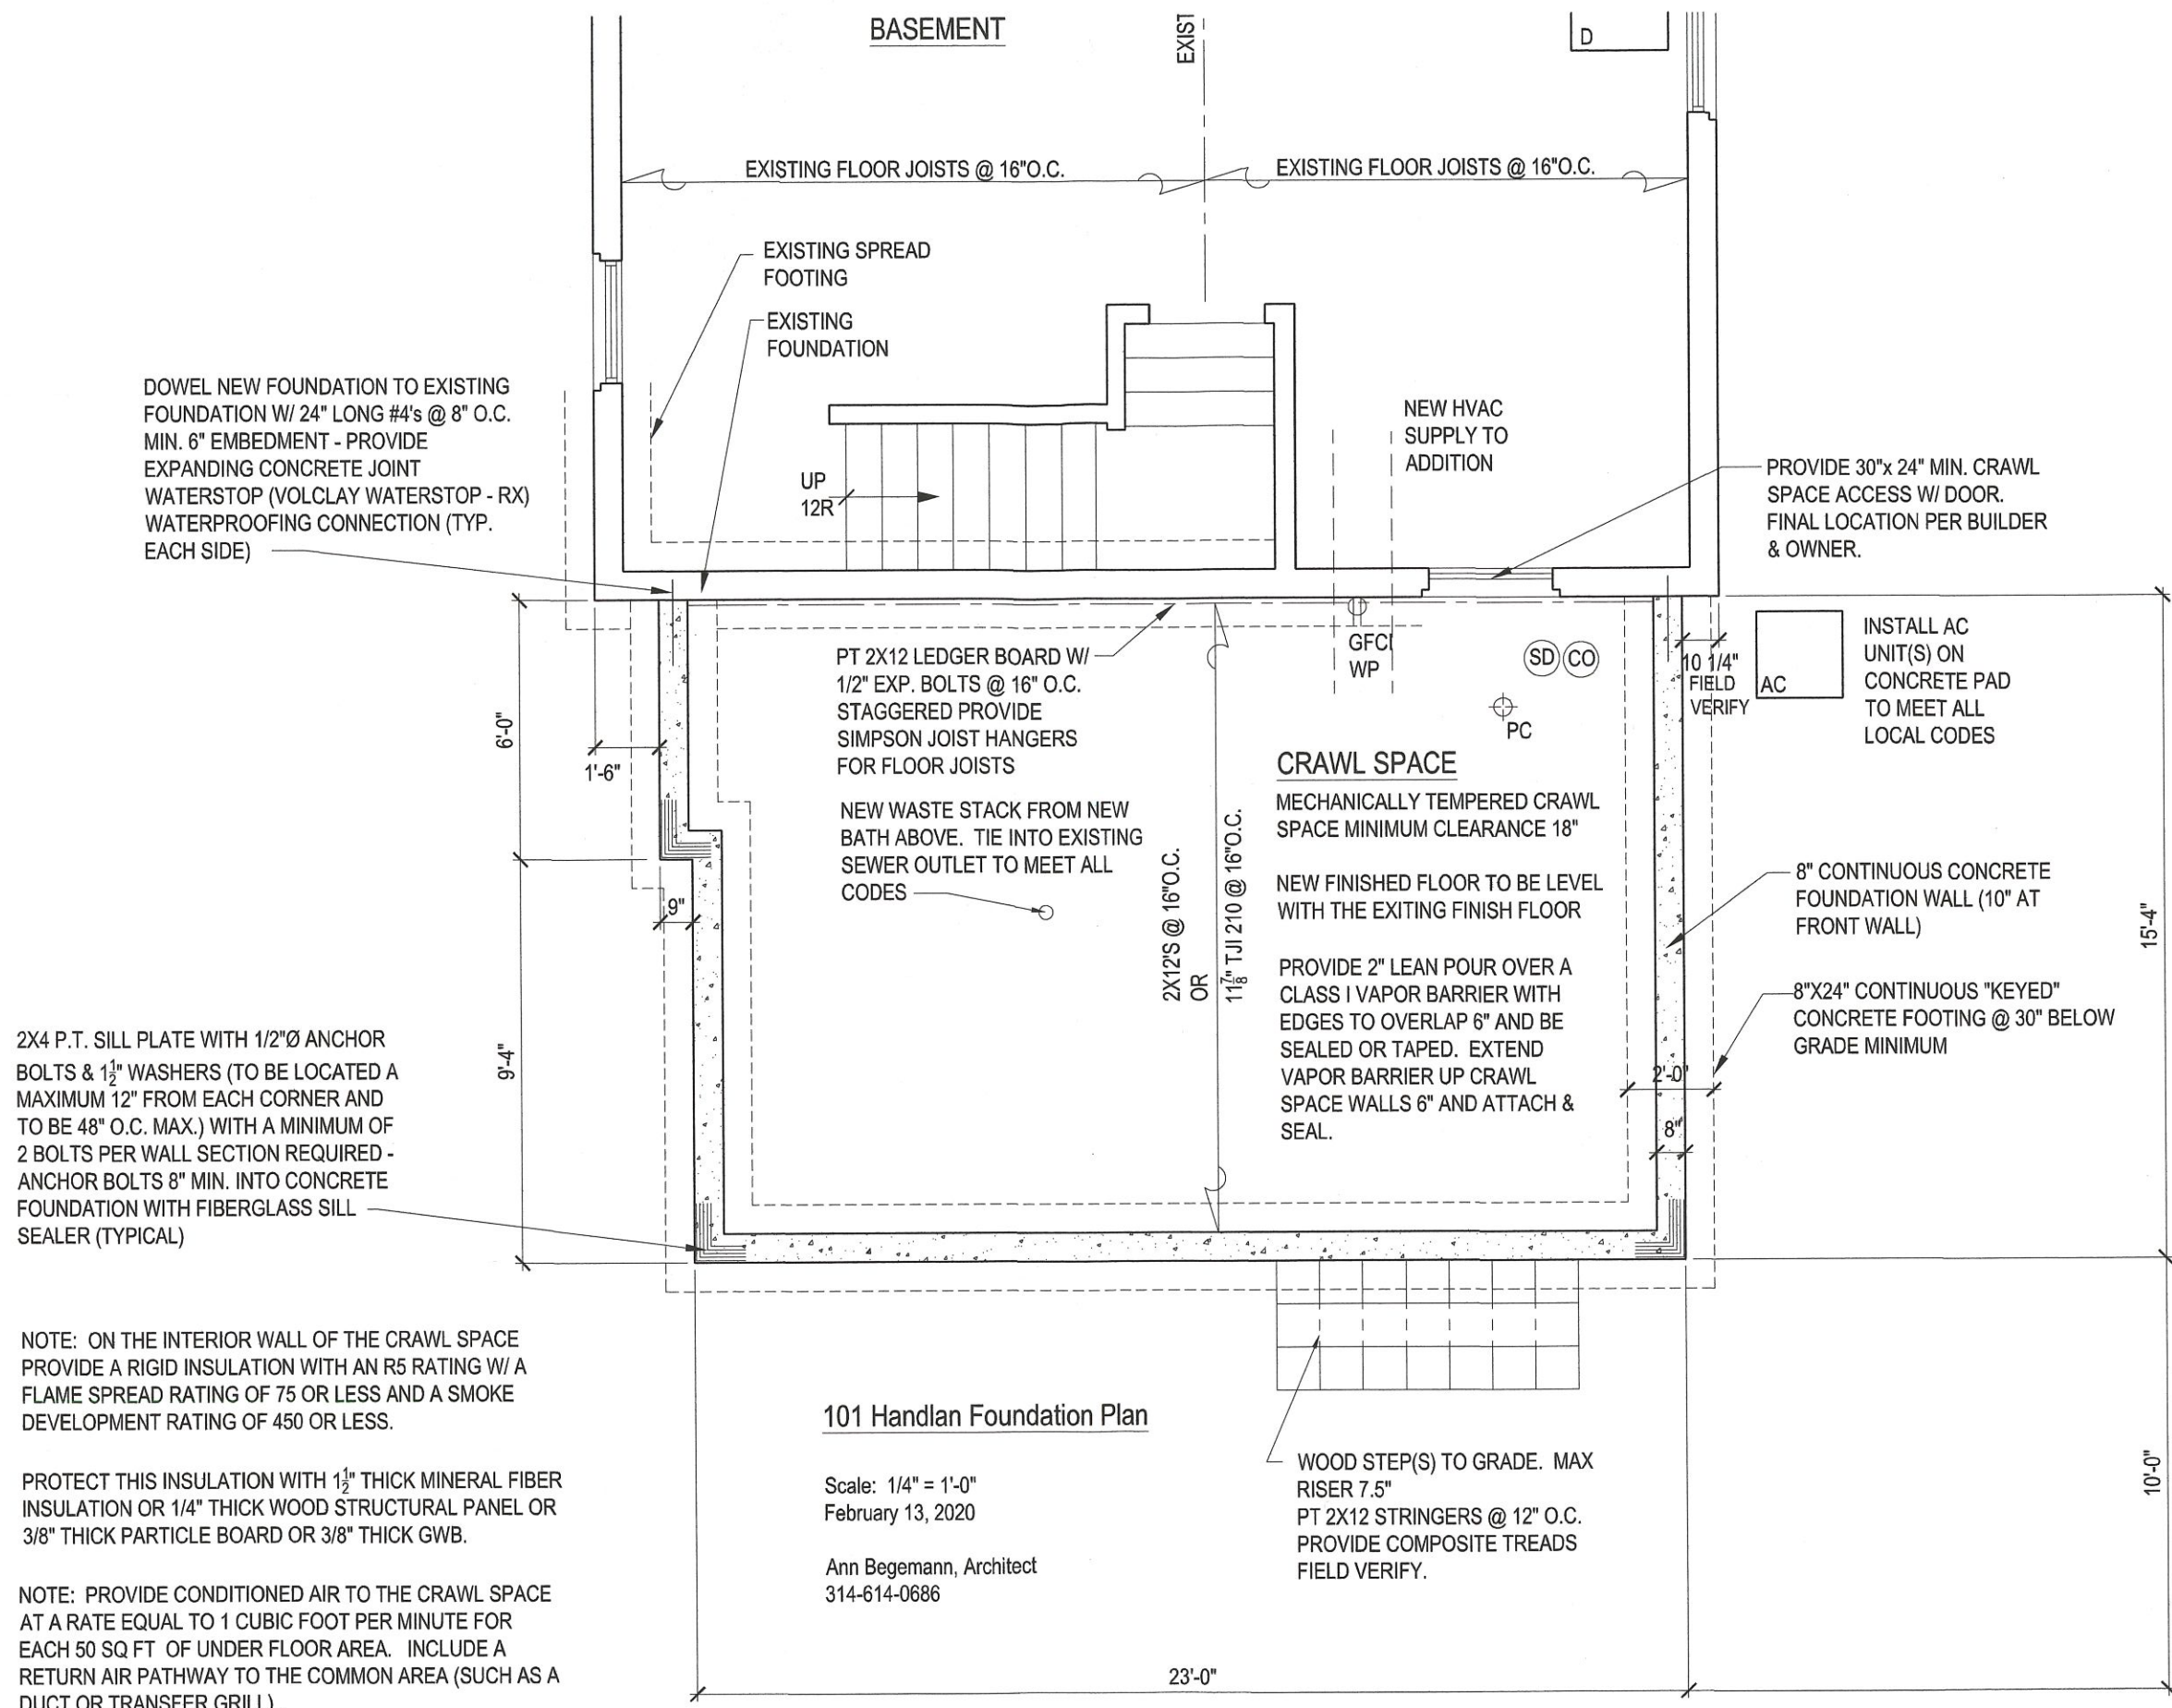 BASEMENT
EXIST
D
EXISTING FLOOR JOISTS @ 16"O.C.
EXISTING FLOOR JOISTS @ 16"O.C.
EXISTING SPREAD
FOOTING
EXISTING
FOUNDATION
DOWEL NEW FOUNDATION TO EXISTING
FOUNDATION W/ 24" LONG #4's @ 8" O.C.
MIN. 6" EMBEDMENT - PROVIDE
EXPANDING CONCRETE JOINT
WATERSTOP (VOLCLAY WATERSTOP - RX)
WATERPROOFING CONNECTION (TYP.
EACH SIDE)
UP
12R
NEW HVAC
SUPPLY TO
ADDITION
PROVIDE 30"x 24" MIN. CRAWL
SPACE ACCESS W/ DOOR.
FINAL LOCATION PER BUILDER
& OWNER.
PT 2X12 LEDGER BOARD W/
1/2" EXP. BOLTS @ 16" O.C.
STAGGERED PROVIDE
SIMPSON JOIST HANGERS
FOR FLOOR JOISTS
GFCI
WP
SD
CO
PC
10 1/4"
FIELD
VERIFY
AC
INSTALL AC
UNIT(S) ON
CONCRETE PAD
TO MEET ALL
LOCAL CODES
6'-0"
1'-6"
NEW WASTE STACK FROM NEW
BATH ABOVE. TIE INTO EXISTING
SEWER OUTLET TO MEET ALL
CODES
2X12'S @ 16"O.C.
OR
11⅞" TJI 210 @ 16"O.C.
CRAWL SPACE
MECHANICALLY TEMPERED CRAWL
SPACE MINIMUM CLEARANCE 18"
NEW FINISHED FLOOR TO BE LEVEL
WITH THE EXITING FINISH FLOOR
PROVIDE 2" LEAN POUR OVER A
CLASS I VAPOR BARRIER WITH
EDGES TO OVERLAP 6" AND BE
SEALED OR TAPED. EXTEND
VAPOR BARRIER UP CRAWL
SPACE WALLS 6" AND ATTACH &
SEAL.
9"
8" CONTINUOUS CONCRETE
FOUNDATION WALL (10" AT
FRONT WALL)
15'-4"
8"X24" CONTINUOUS "KEYED"
CONCRETE FOOTING @ 30" BELOW
GRADE MINIMUM
2'-0"
8"
9'-4"
2X4 P.T. SILL PLATE WITH 1/2"Ø ANCHOR
BOLTS & 1½" WASHERS (TO BE LOCATED A
MAXIMUM 12" FROM EACH CORNER AND
TO BE 48" O.C. MAX.) WITH A MINIMUM OF
2 BOLTS PER WALL SECTION REQUIRED -
ANCHOR BOLTS 8" MIN. INTO CONCRETE
FOUNDATION WITH FIBERGLASS SILL
SEALER (TYPICAL)
NOTE: ON THE INTERIOR WALL OF THE CRAWL SPACE
PROVIDE A RIGID INSULATION WITH AN R5 RATING W/ A
FLAME SPREAD RATING OF 75 OR LESS AND A SMOKE
DEVELOPMENT RATING OF 450 OR LESS.
PROTECT THIS INSULATION WITH 1½" THICK MINERAL FIBER
INSULATION OR 1/4" THICK WOOD STRUCTURAL PANEL OR
3/8" THICK PARTICLE BOARD OR 3/8" THICK GWB.
NOTE: PROVIDE CONDITIONED AIR TO THE CRAWL SPACE
AT A RATE EQUAL TO 1 CUBIC FOOT PER MINUTE FOR
EACH 50 SQ FT OF UNDER FLOOR AREA. INCLUDE A
RETURN AIR PATHWAY TO THE COMMON AREA (SUCH AS A
DUCT OR TRANSFER GRILL)
101 Handlan Foundation Plan
Scale: 1/4" = 1'-0"
February 13, 2020
Ann Begemann, Architect
314-614-0686
WOOD STEP(S) TO GRADE. MAX
RISER 7.5"
PT 2X12 STRINGERS @ 12" O.C.
PROVIDE COMPOSITE TREADS
FIELD VERIFY.
10'-0"
23'-0"